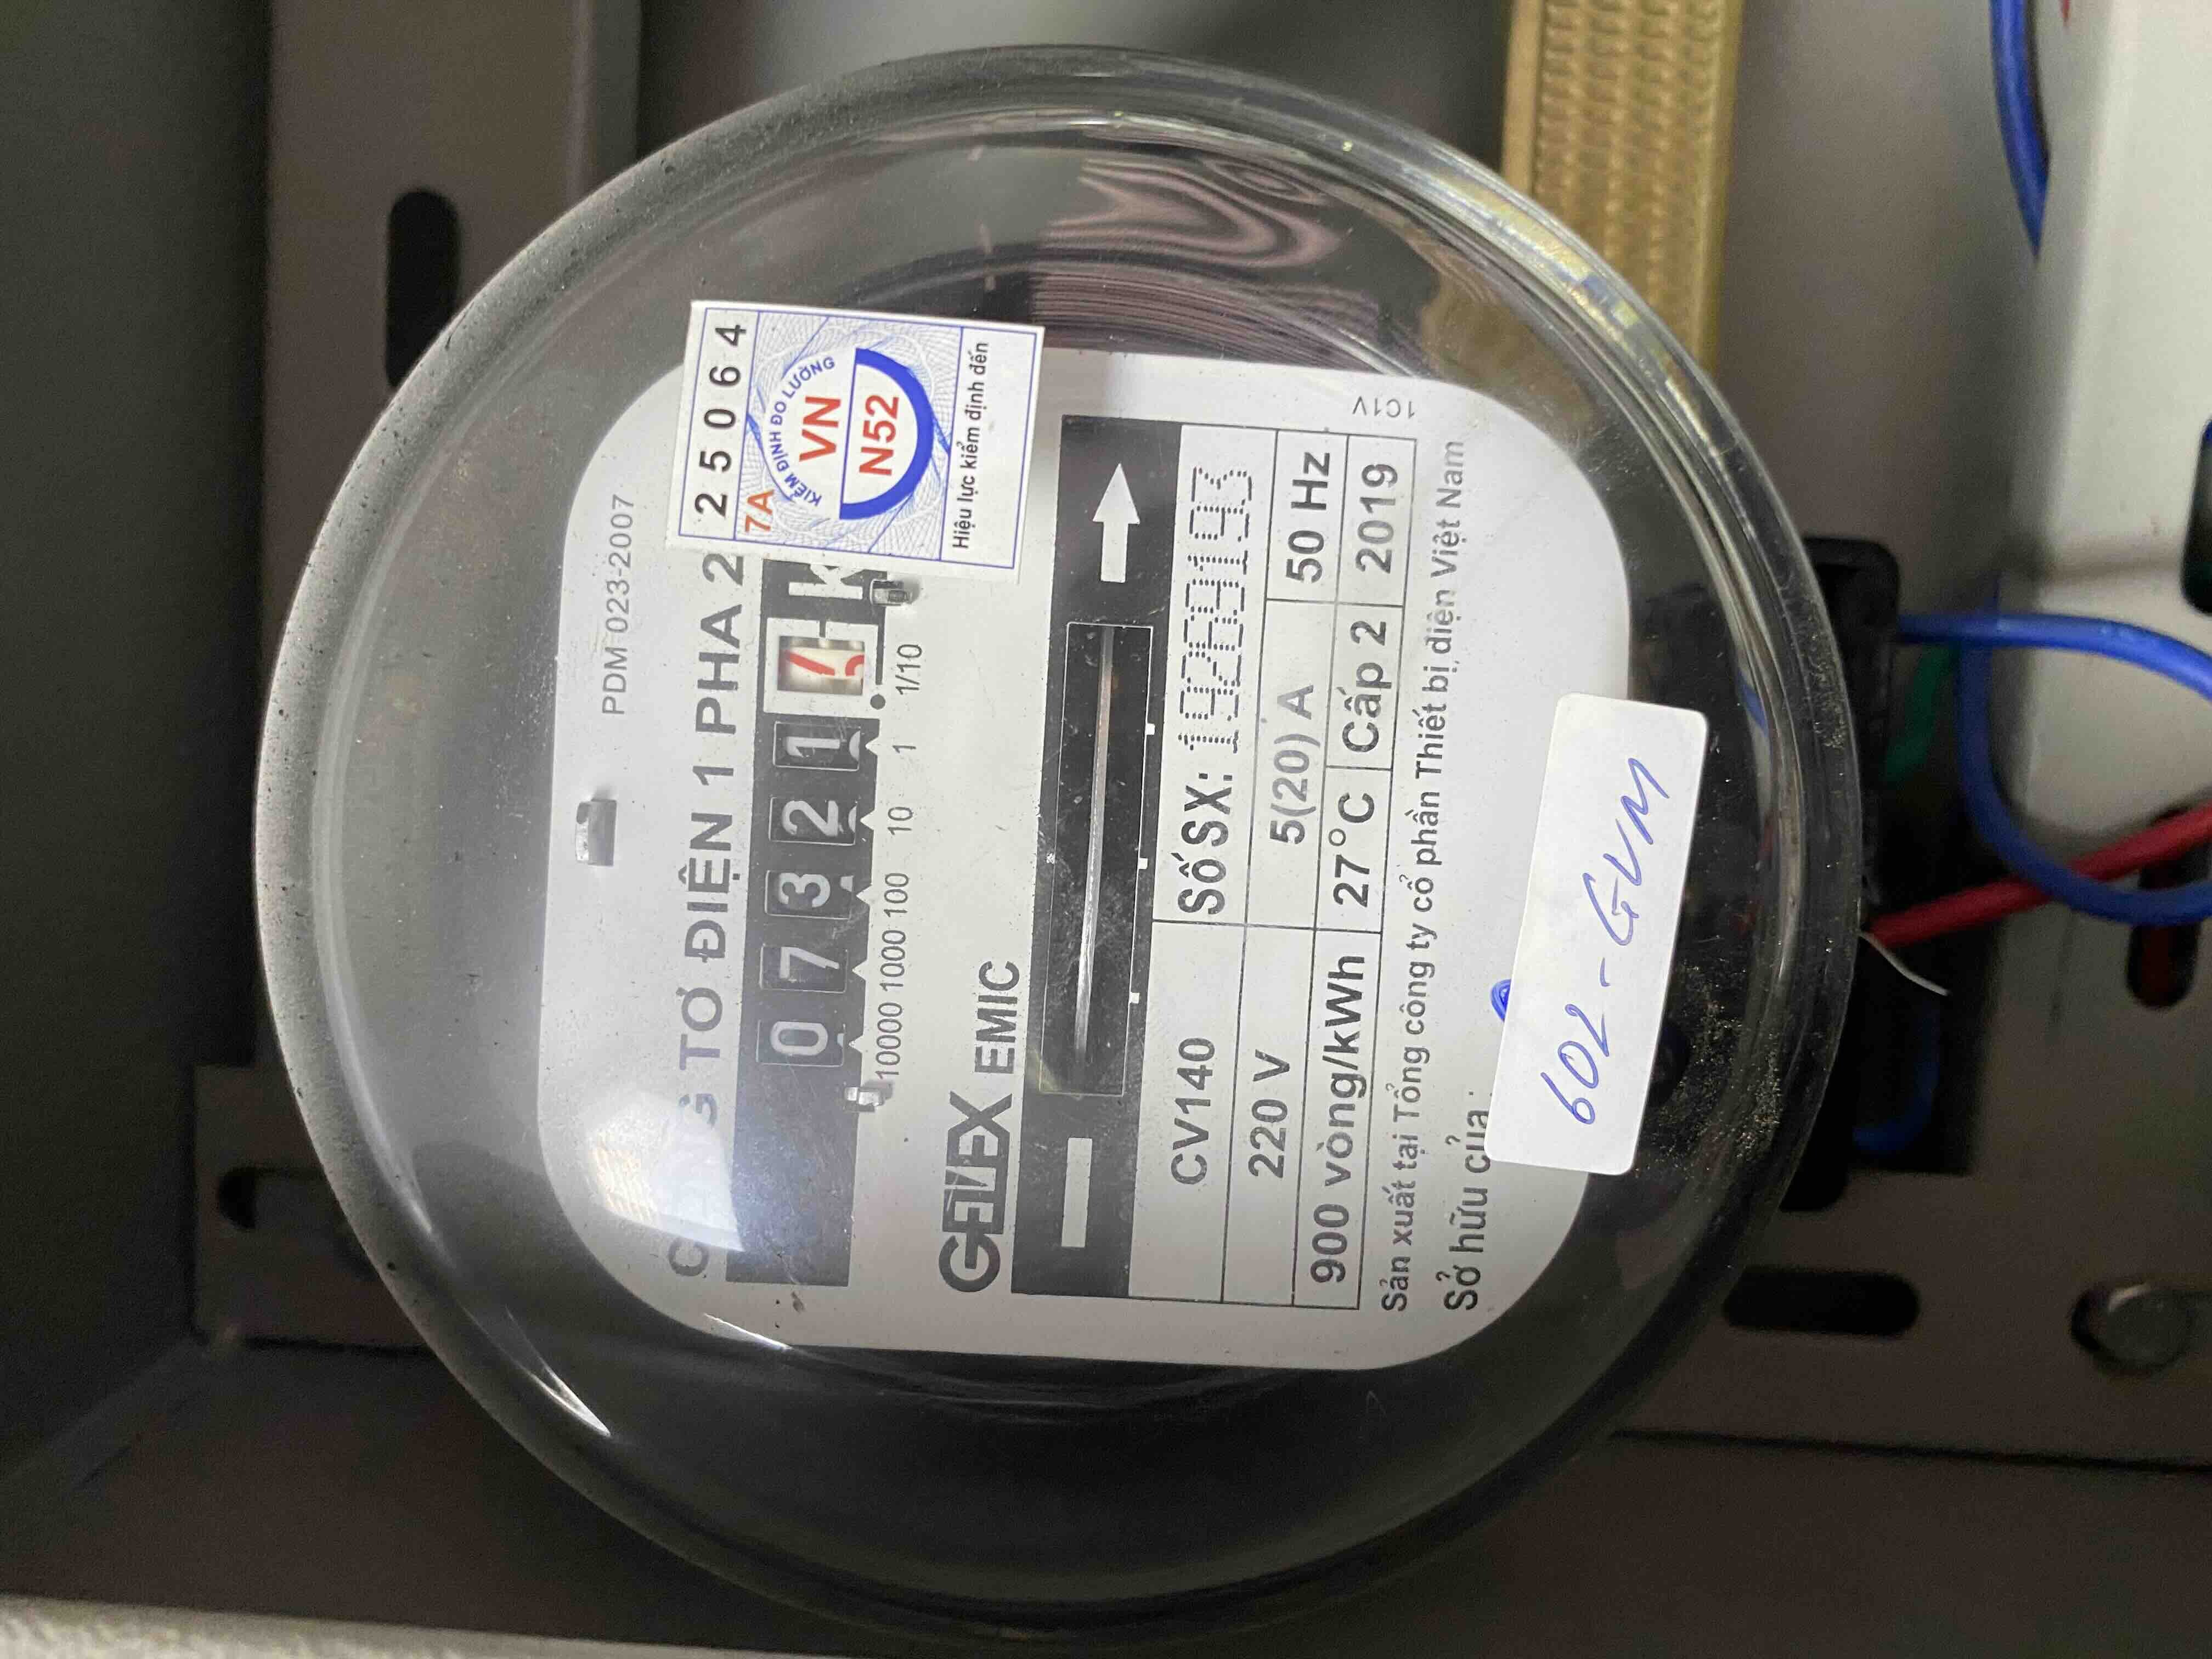 PDM 023-2007
TƠ ĐIỆN 1 PHA 2
2 5 0 6 4
7A
KIỂM ĐỊNH ĐO LƯỜNG
VN
N52
Hiệu lực kiểm định đến
0 7 3 2 1
10000 1000 100 10 1 1/10
GELEX EMIC
CV140 Số SX:
220 V 5(20) A 50 Hz
900 vòng/kWh 27°C Cấp 2 2019
1C1V
Sản xuất tại Tổng công ty cổ phần Thiết bị điện Việt Nam
Sở hữu của:
602 - GVM